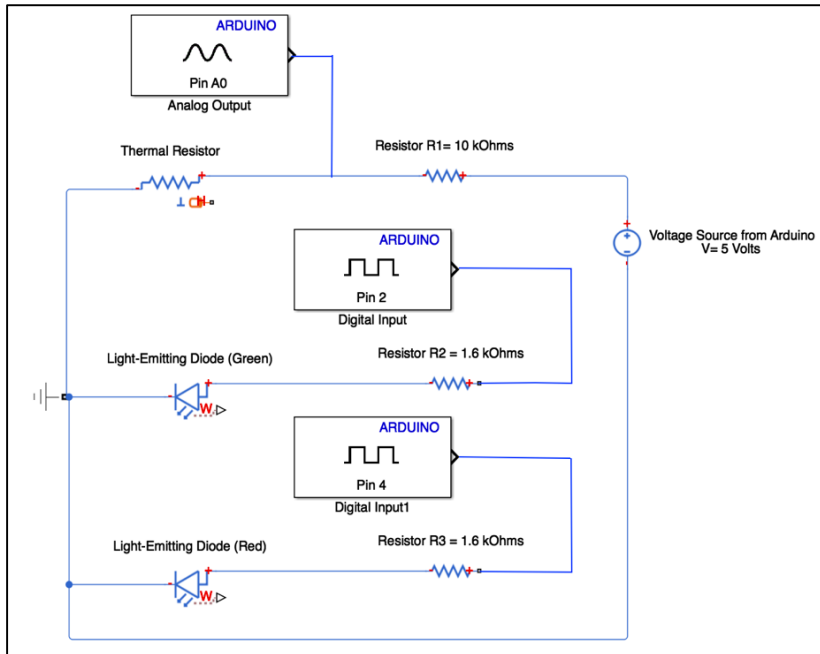 ARDUINO
Pin A0
Analog Output
Thermal Resistor
Resistor R1= 10 kOhms
+
-
+
+
-
+
-
Voltage Source from Arduino
V= 5 Volts
ARDUINO
Pin 2
Digital Input
Light-Emitting Diode (Green)
Resistor R2 = 1.6 kOhms
+
-
+
W
ARDUINO
Pin 4
Digital Input1
Light-Emitting Diode (Red)
Resistor R3 = 1.6 kOhms
+
-
+
W